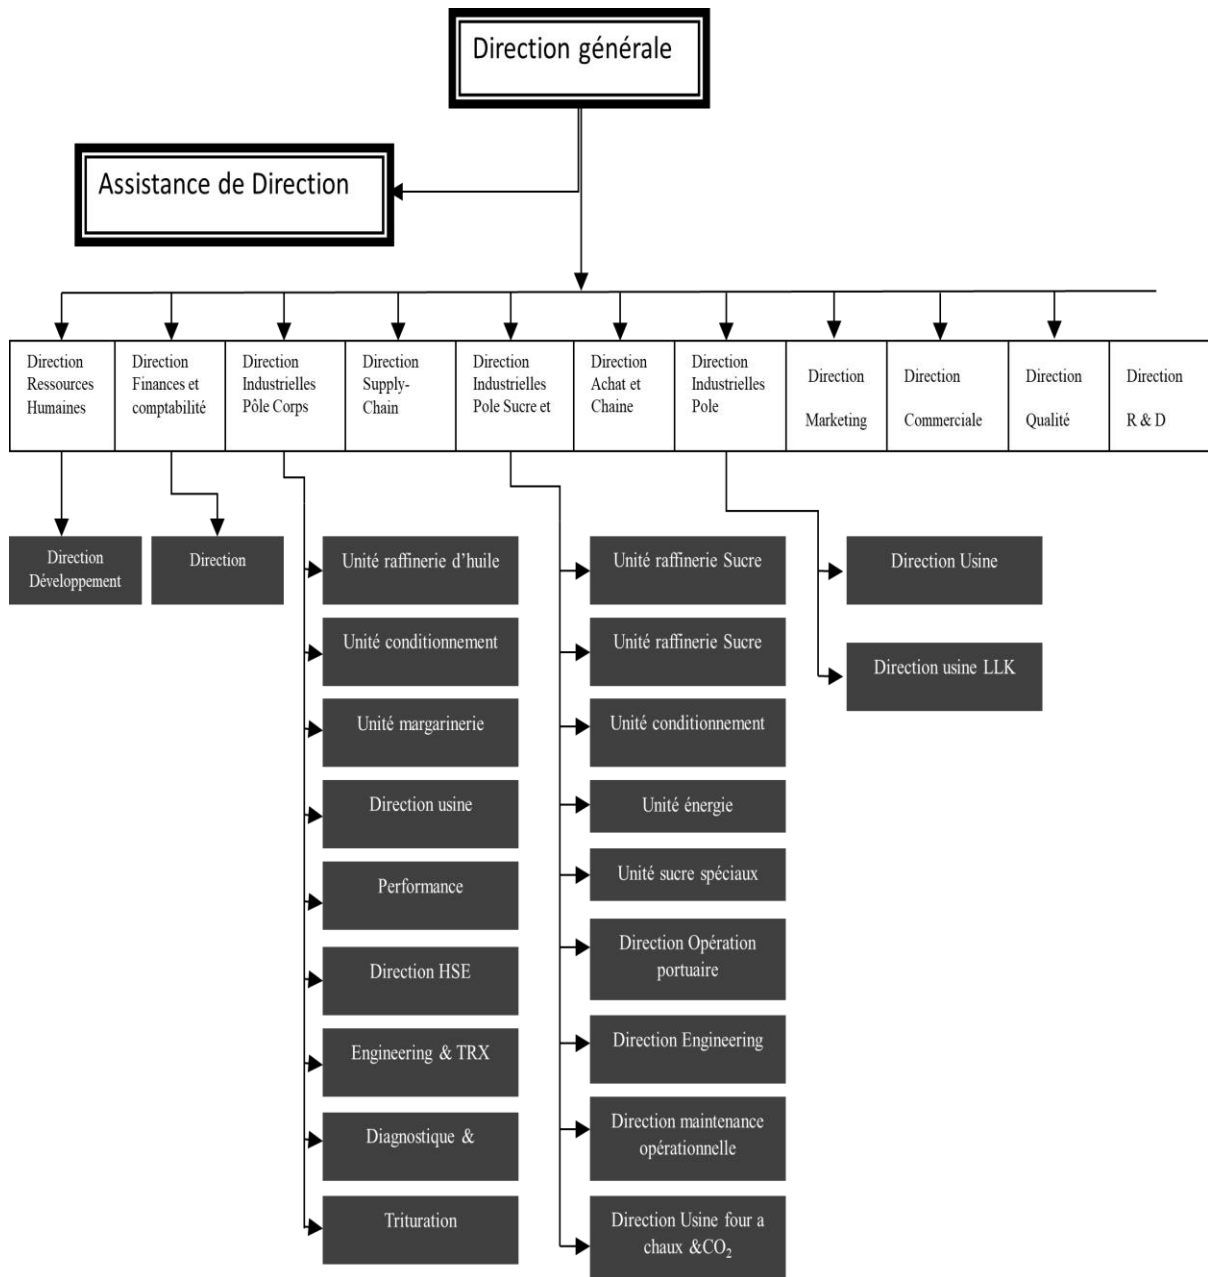 Direction générale
Assistance de Direction
Direction
Ressources
Humaines
Direction
Finances et
comptabilité
Direction
Industrielles
Pôle Corps
Direction
Supply-
Chain
Direction
Industrielles
Pole Sucre et
Direction
Achat et
Chaine
Direction
Industrielles
Pole
Direction
Marketing
Direction
Commerciale
Direction
Qualité
Direction
R & D
Direction
Développement
Direction
Unité raffinerie d’huile
Unité conditionnement
Unité margarinerie
Direction usine
Performance
Direction HSE
Engineering & TRX
Diagnostique &
Trituration
Unité raffinerie Sucre
Unité raffinerie Sucre
Unité conditionnement
Unité énergie
Unité sucre spéciaux
Direction Opération
portuaire
Direction Engineering
Direction maintenance
opérationnelle
Direction Usine four a
chaux &CO₂
Direction Usine
Direction usine LLK